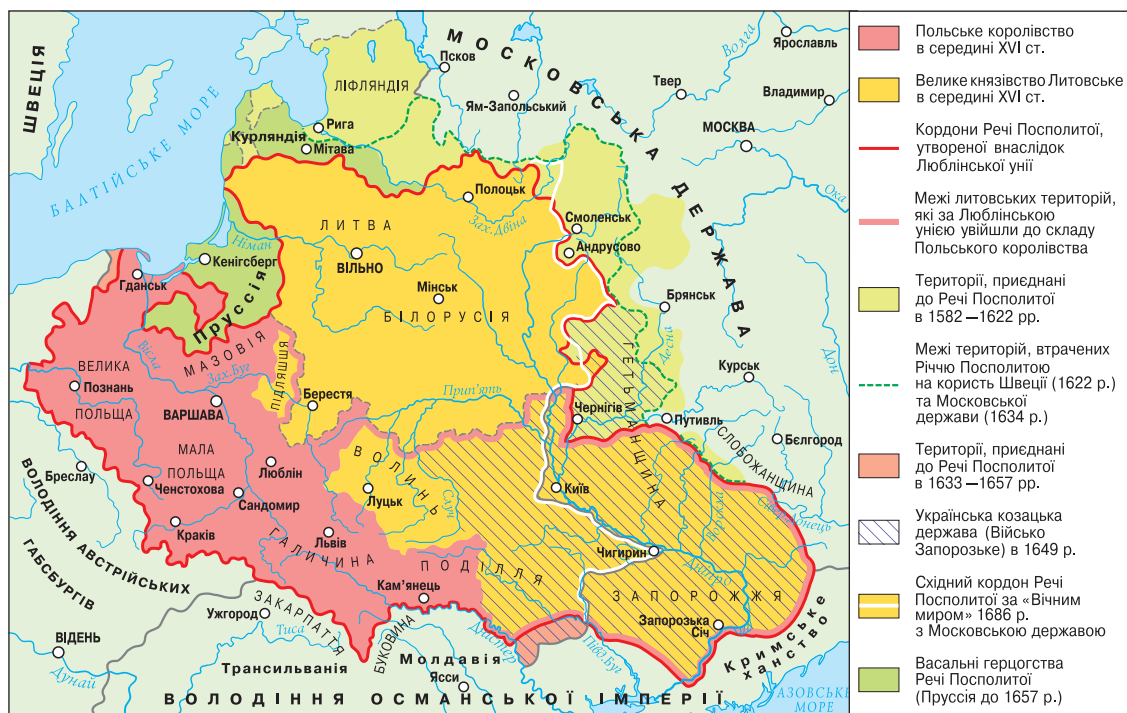 ШВЕЦІЯ
БАЛТІЙСЬКЕ МОРЕ
МОСКОВСЬКА ДЕРЖАВА
ЛІФЛЯНДІЯ
Псков
Ям-Запольський
Волга
Ярославль
Твер
Владимир
МОСКВА
Ока
Рига
Курляндія
Мітава
Полоцьк
Зах. Двіна
Смоленськ
Андрусово
ЛИТВА
ВІЛЬНО
Німан
Кенігсберг
Пруссія
Гданськ
Мінськ
БІЛОРУСІЯ
Брянськ
Десна
Дон
Вісла
МАЗОВІЯ
Зах. Буг
ПІДЛЯШШЯ
ВЕЛИКА
ПОЛЬЩА
Познань
ВАРШАВА
Берестя
Прип'ять
ГЕТЬМАНЩИНА
Чернігів
Курськ
Путивль
СЛОБОЖАНЩИНА
Бєлгород
МАЛА
ПОЛЬЩА
Люблін
ВОЛИНЬ
Луцьк
Случ
Київ
Ворскла
Сівер. Донець
Бреслау
Ченстохова
Сандомир
Краків
ГАЛИЧИНА
Львів
ПОДІЛЛЯ
Кам'янець
Чигирин
Дніпро
ЗАПОРОЖЖЯ
Запорозька
Січ
ВОЛОДІННЯ АВСТРІЙСЬКИХ
ГАБСБУРГІВ
ВІДЕНЬ
Дунай
Ужгород
ЗАКАРПАТТЯ
Тиса
Трансильванія
БУКОВИНА
Молдавія
Дністер
Ясси
Півд. Буг
Кримське
ханство
ВОЛОДІННЯ ОСМАНСЬКОЇ ІМПЕРІЇ
АЗОВСЬКЕ
МОРЕ
Польське королівство
в середині XVI ст.
Велике князівство Литовське
в середині XVI ст.
Кордони Речі Посполитої,
утвореної внаслідок
Люблінської унії
Межі литовських територій,
які за Люблінською
унією увійшли до складу
Польського королівства
Території, приєднані
до Речі Посполитої
в 1582—1622 рр.
Межі територій, втрачених
Річчю Посполитою
на користь Швеції (1622 р.)
та Московської
держави (1634 р.)
Території, приєднані
до Речі Посполитої
в 1633—1657 рр.
Українська козацька
держава (Військо
Запорозьке) в 1649 р.
Східний кордон Речі
Посполитої за «Вічним
миром» 1686 р.
з Московською державою
Васальні герцогства
Речі Посполитої
(Пруссія до 1657 р.)